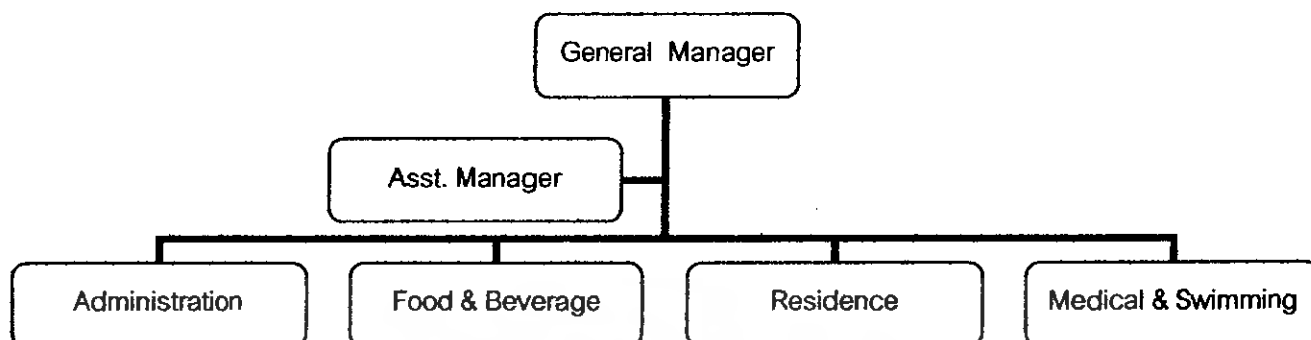 General Manager
Asst. Manager
Administration
Food & Beverage
Residence
Medical & Swimming